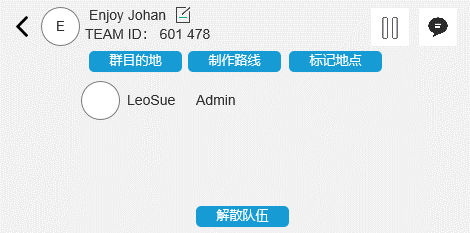 E
Enjoy Johan
TEAM ID： 601 478
群目的地 制作路线 标记地点
LeoSue Admin
解散队伍